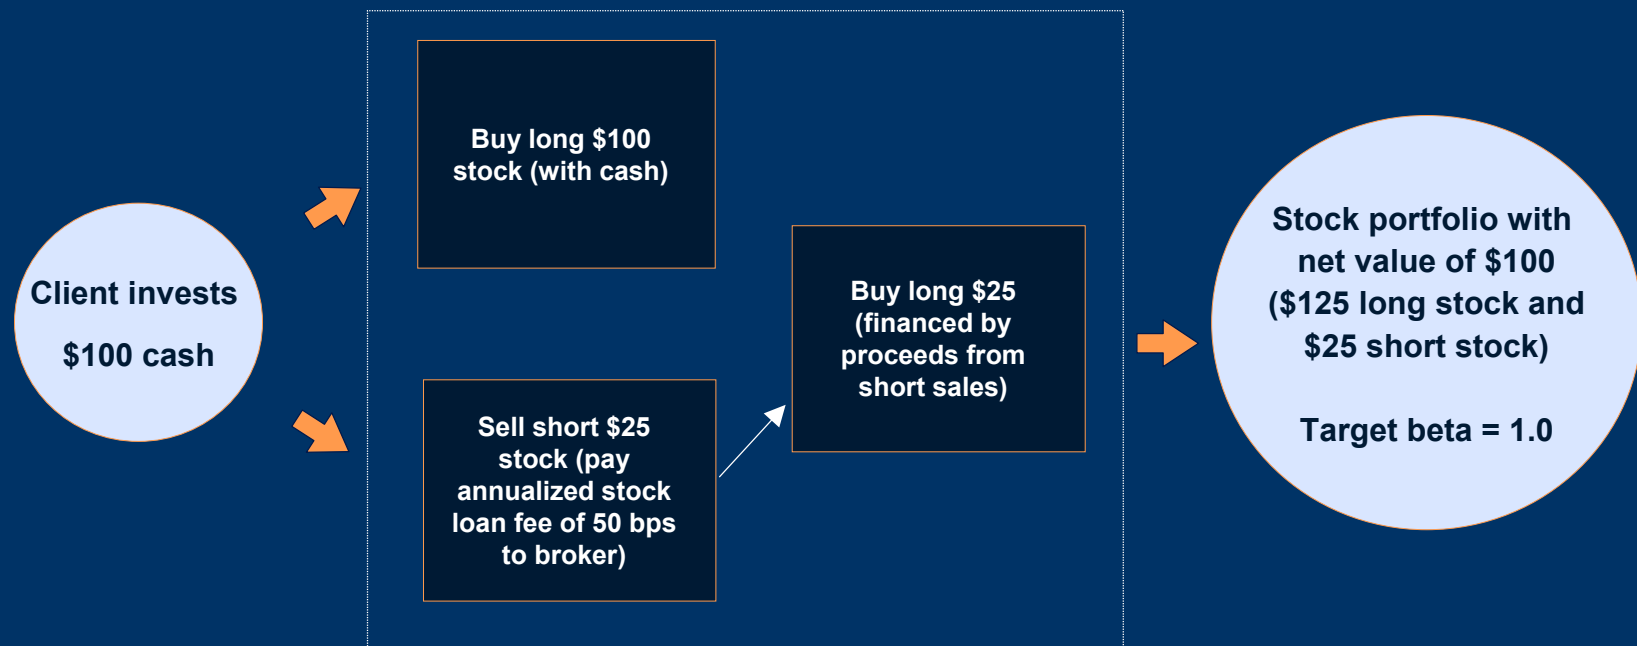 Client invests
$100 cash
Buy long $100
stock (with cash)
Sell short $25
stock (pay
annualized stock
loan fee of 50 bps
to broker)
Buy long $25
(financed by
proceeds from
short sales)
Stock portfolio with
net value of $100
($125 long stock and
$25 short stock)
Target beta = 1.0